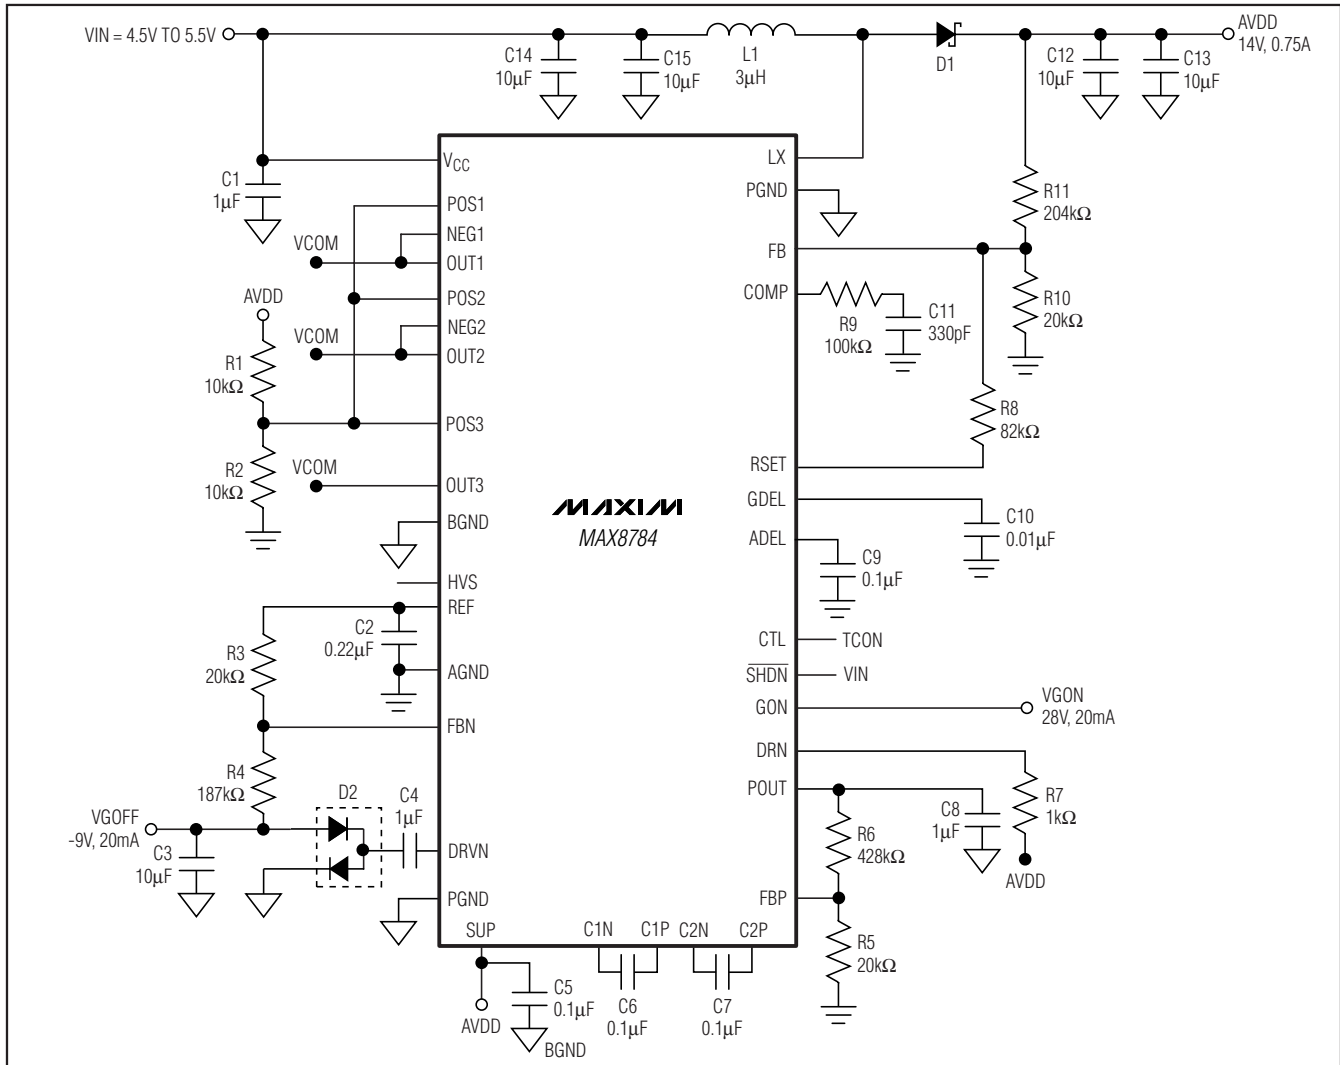 VIN = 4.5V TO 5.5V
C14
10µF
C15
10µF
L1
3µH
D1
C12
10µF
C13
10µF
AVDD
14V, 0.75A
C1
1µF
VCC
POS1
NEG1
OUT1
VCOM
POS2
NEG2
OUT2
VCOM
AVDD
R1
10kΩ
POS3
R2
10kΩ
VCOM
OUT3
BGND
HVS
REF
C2
0.22µF
R3
20kΩ
AGND
FBN
R4
187kΩ
VGOFF
-9V, 20mA
D2
C4
1µF
C3
10µF
DRVN
PGND
SUP
C1N
C1P
C2N
C2P
C5
0.1µF
AVDD
BGND
C6
0.1µF
C7
0.1µF
MAXIM
MAX8784
LX
PGND
FB
COMP
R9
100kΩ
C11
330pF
R11
204kΩ
R10
20kΩ
R8
82kΩ
RSET
GDEL
C10
0.01µF
ADEL
C9
0.1µF
CTL
TCON
SHDN
VIN
GON
VGON
28V, 20mA
DRN
POUT
C8
1µF
R7
1kΩ
AVDD
R6
428kΩ
FBP
R5
20kΩ